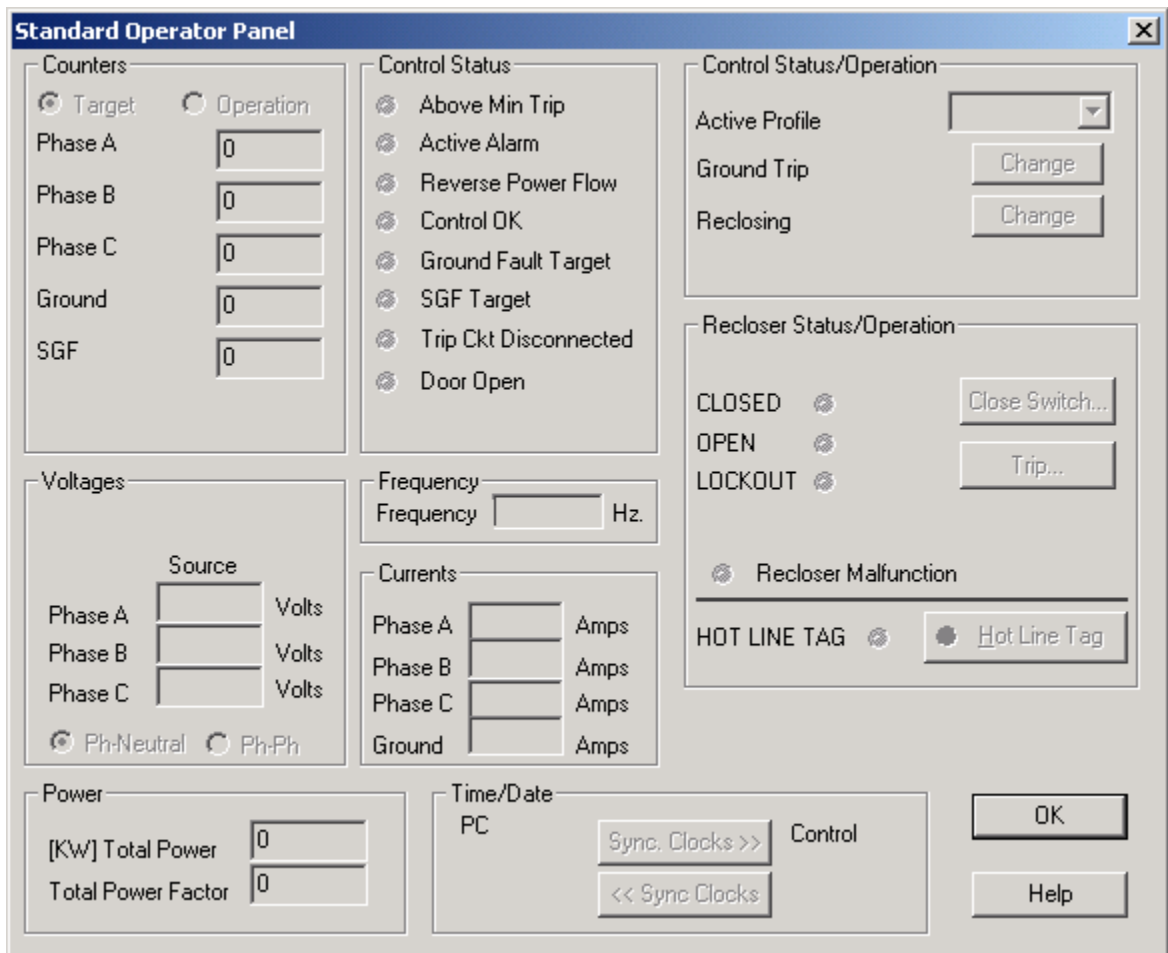 Standard Operator Panel
Counters
Target Operation
Phase A 0
Phase B 0
Phase C 0
Ground 0
SGF 0
Control Status
Above Min Trip
Active Alarm
Reverse Power Flow
Control OK
Ground Fault Target
SGF Target
Trip Ckt Disconnected
Door Open
Control Status/Operation
Active Profile
Ground Trip Change
Reclosing Change
Recloser Status/Operation
CLOSED Close Switch...
OPEN
LOCKOUT Trip...
Recloser Malfunction
HOT LINE TAG Hot Line Tag
Voltages
Source
Phase A Volts
Phase B Volts
Phase C Volts
Ph-Neutral Ph-Ph
Frequency
Frequency Hz.
Currents
Phase A Amps
Phase B Amps
Phase C Amps
Ground Amps
Power
[KW] Total Power 0
Total Power Factor 0
Time/Date
PC Sync. Clocks >> Control
<< Sync Clocks
OK
Help